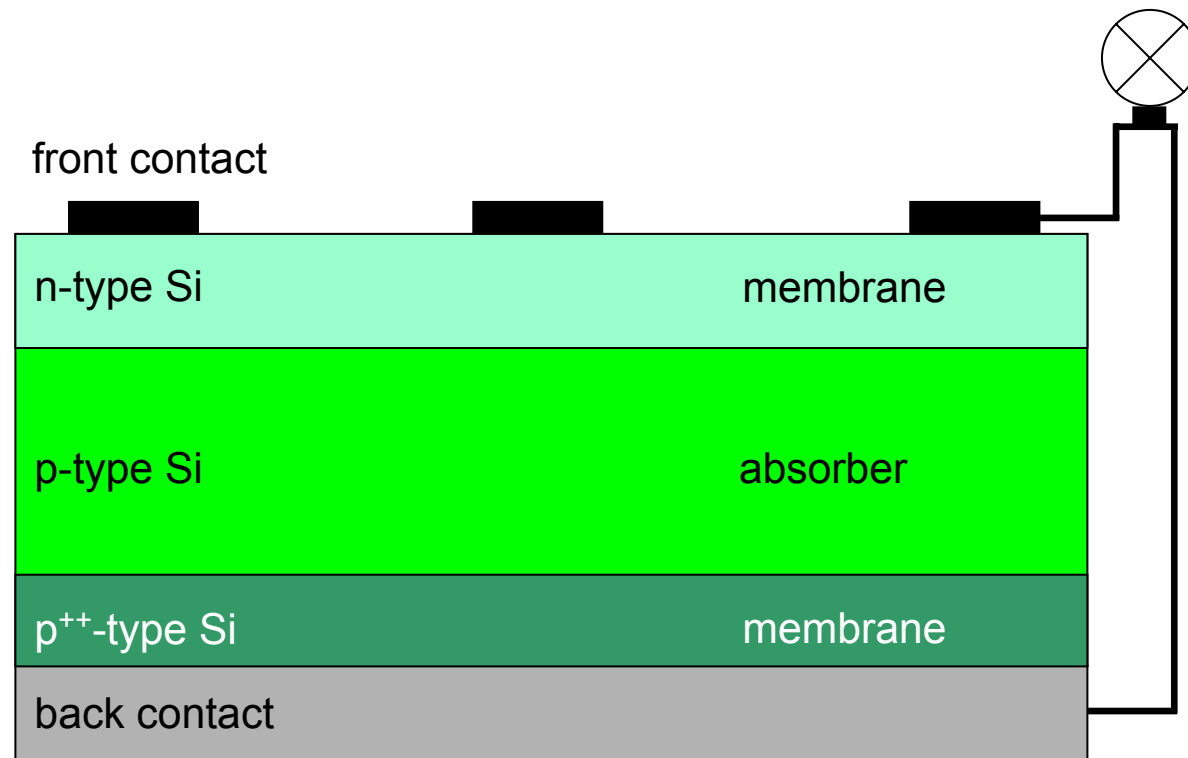 front contact
n-type Si membrane
p-type Si absorber
p⁺⁺-type Si membrane
back contact